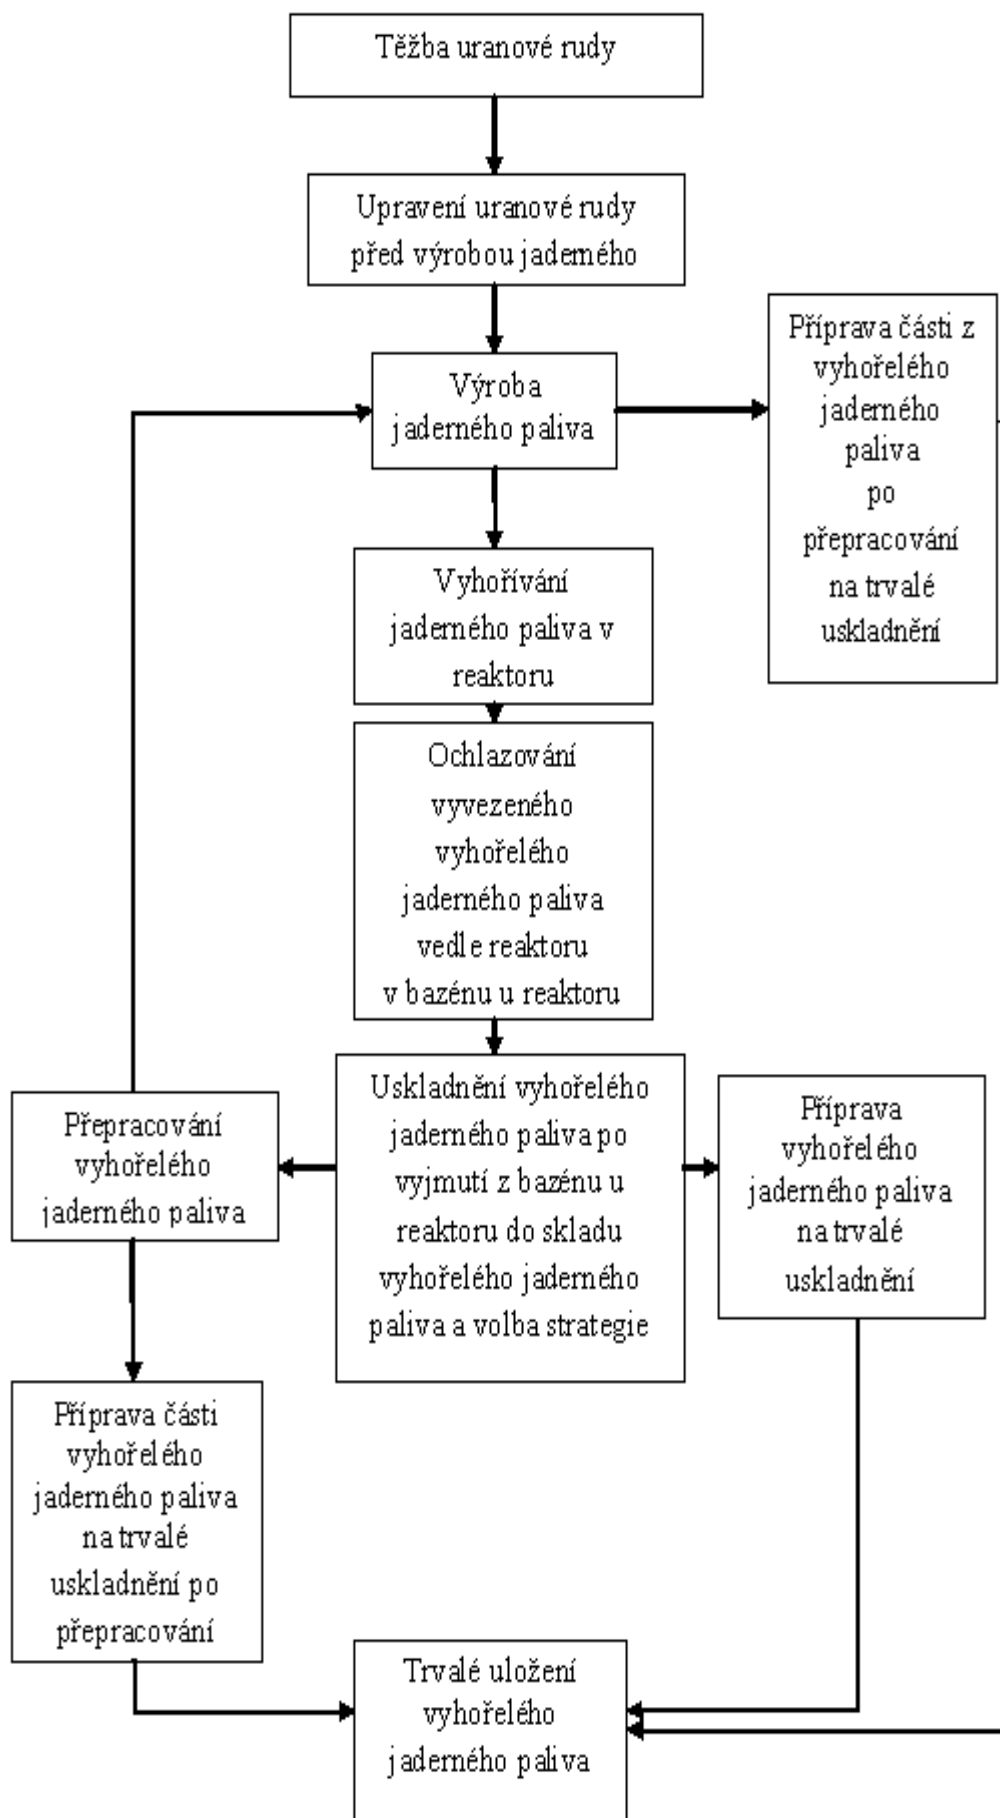 Těžba uranové rudy
Upravení uranové rudy
před výrobou jaderného
Výroba
jaderného paliva
Příprava části z
vyhořelého
jaderného
paliva
po
přepracování
na trvalé
uskladnění
Vyhořívání
jaderného paliva v
reaktoru
Ochlazování
vyvezeného
vyhořelého
jaderného paliva
vedle reaktoru
v bazénu u reaktoru
Přepracování
vyhořelého
jaderného paliva
Uskladnění vyhořelého
jaderného paliva po
vyjmutí z bazénu u
reaktoru do skladu
vyhořelého jaderného
paliva a volba strategie
Příprava
vyhořelého
jaderného paliva
na trvalé
uskladnění
Příprava části
vyhořelého
jaderného paliva
na trvalé
uskladnění po
přepracování
Trvalé uložení
vyhořelého
jaderného paliva